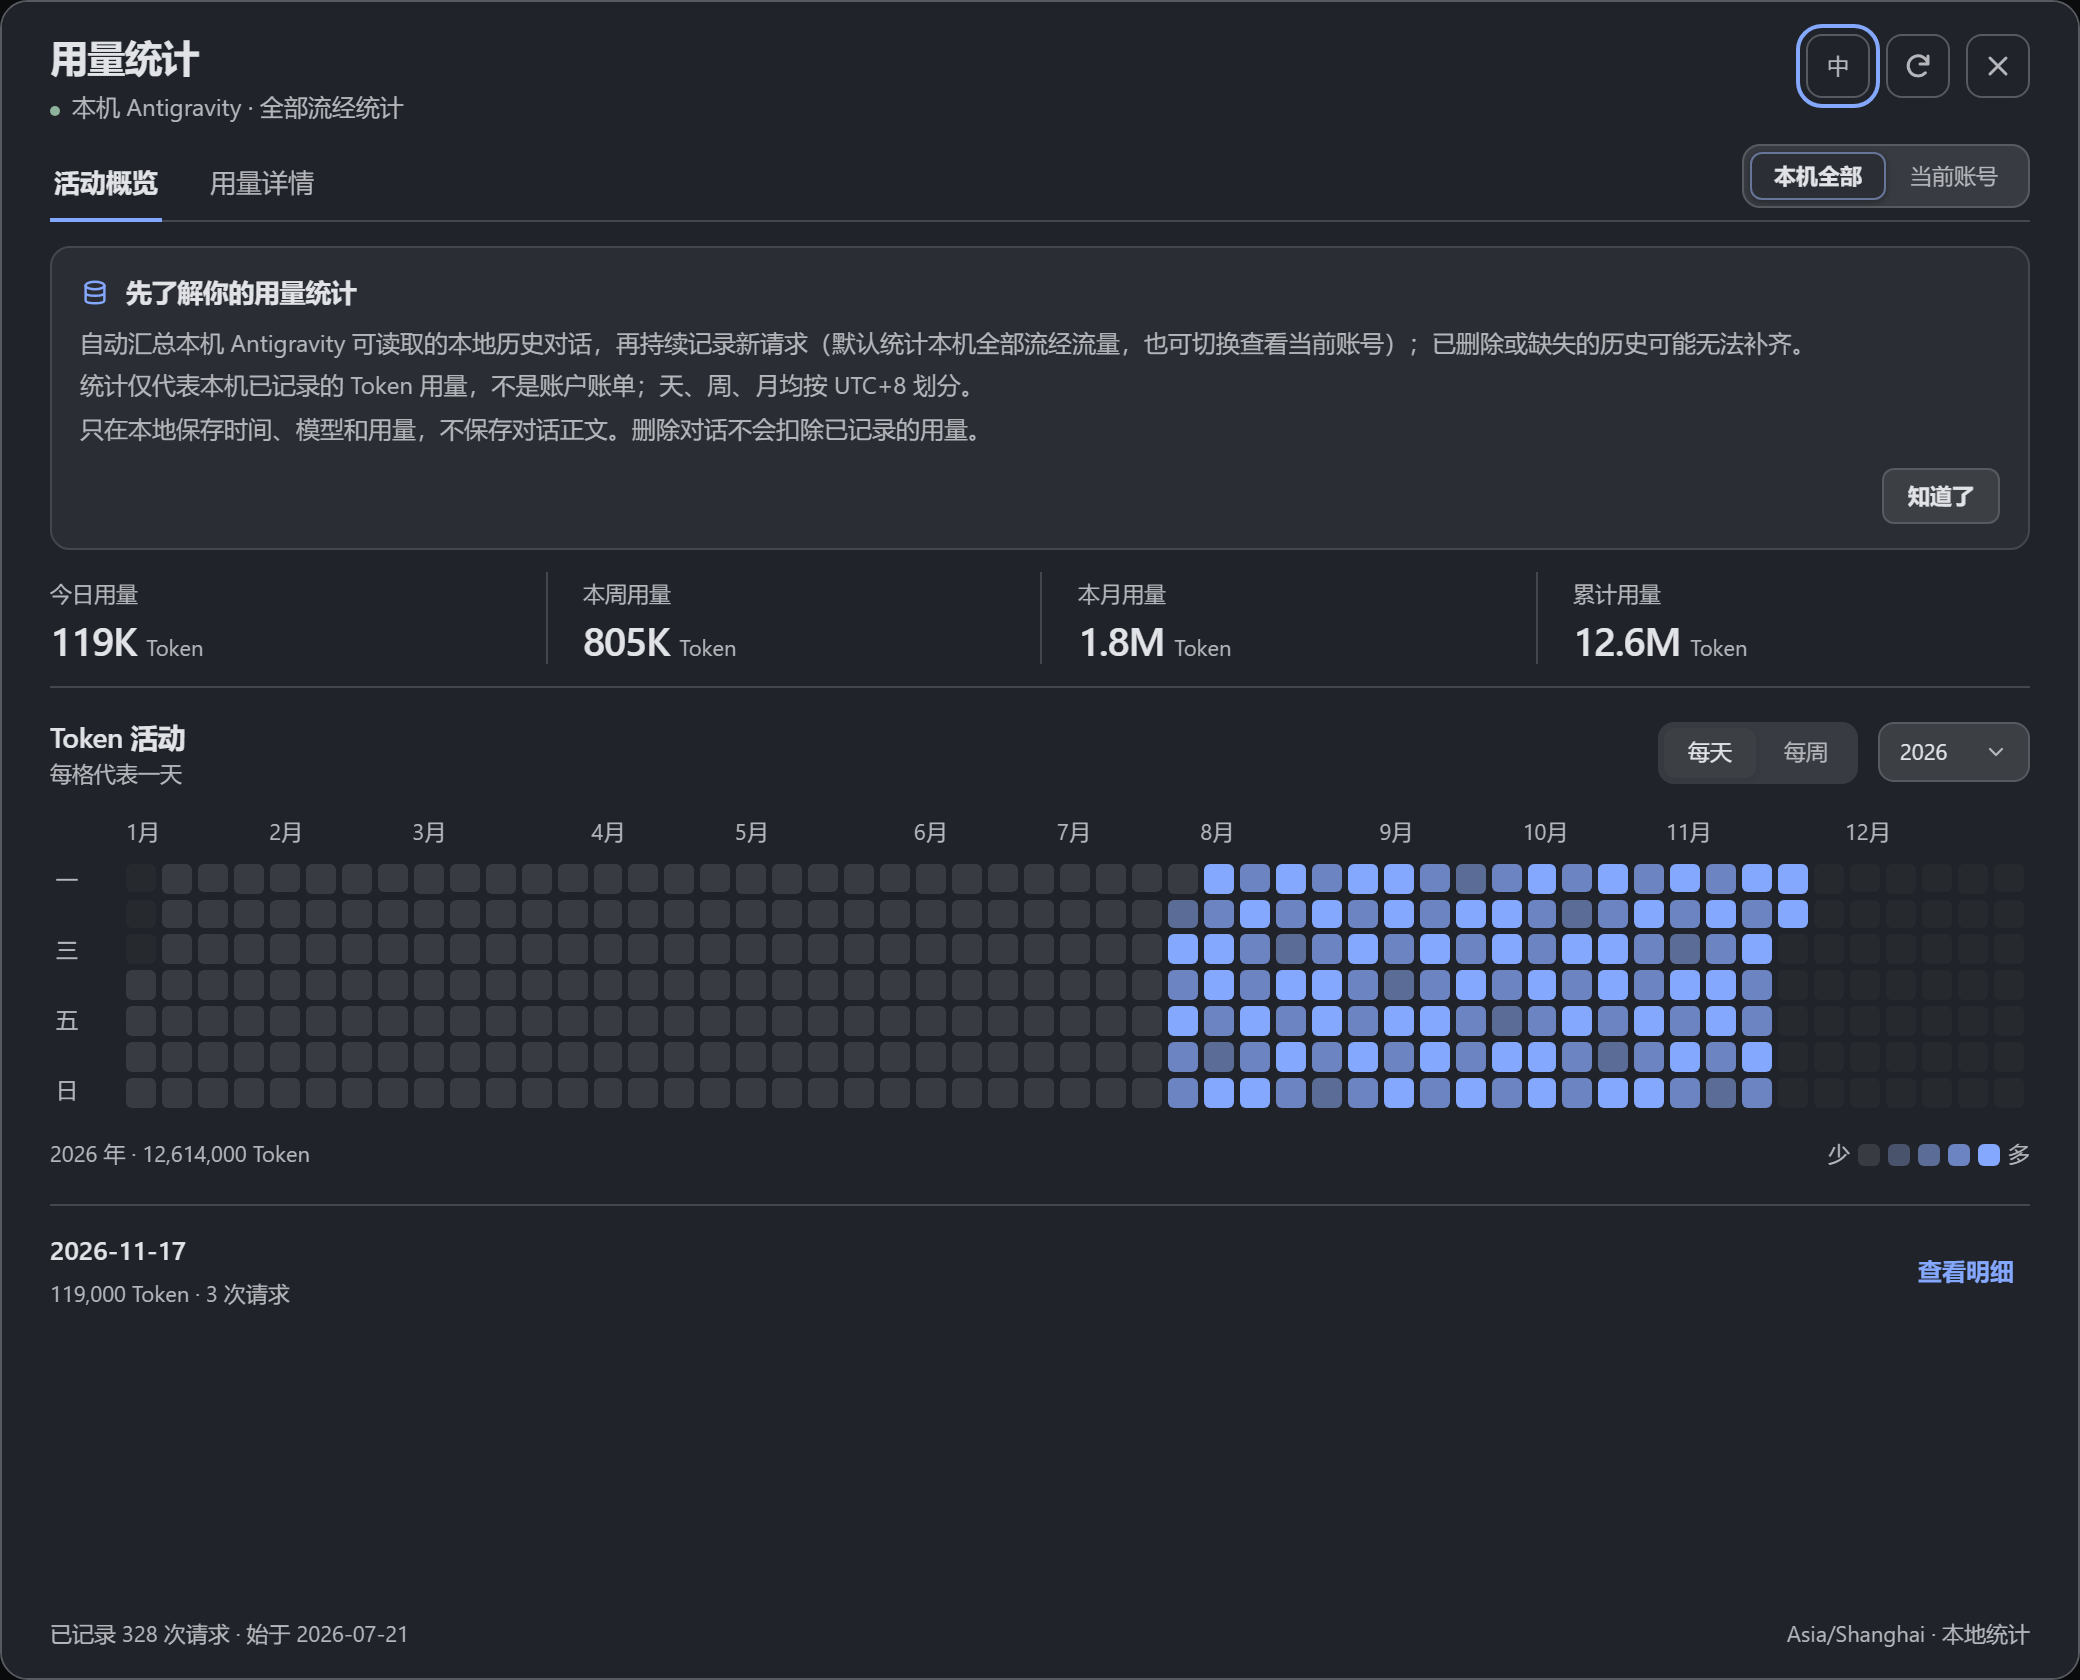 用量统计
本机 Antigravity · 全部流经统计
中
活动概览
用量详情
本机全部
当前账号
先了解你的用量统计
自动汇总本机 Antigravity 可读取的本地历史对话，再持续记录新请求（默认统计本机全部流经流量，也可切换查看当前账号）；已删除或缺失的历史可能无法补齐。
统计仅代表本机已记录的 Token 用量，不是账户账单；天、周、月均按 UTC+8 划分。
只在本地保存时间、模型和用量，不保存对话正文。删除对话不会扣除已记录的用量。
知道了
今日用量
119K Token
本周用量
805K Token
本月用量
1.8M Token
累计用量
12.6M Token
Token 活动
每格代表一天
每天
每周
2026
1月 2月 3月 4月 5月 6月 7月 8月 9月 10月 11月 12月
一
三
五
日
2026 年 · 12,614,000 Token
少
多
2026-11-17
119,000 Token · 3 次请求
查看明细
已记录 328 次请求 · 始于 2026-07-21
Asia/Shanghai · 本地统计